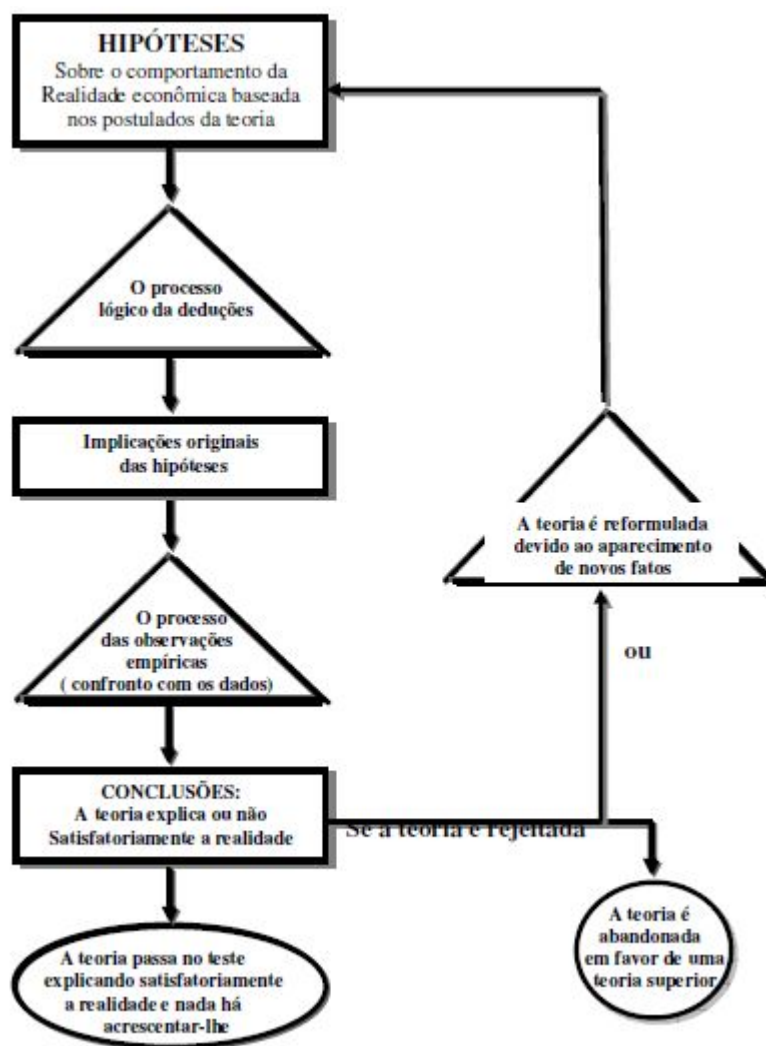 HIPÓTESES
Sobre o comportamento da
Realidade econômica baseada
nos postulados da teoria
O processo
lógico da deduções
Implicações originais
das hipóteses
A teoria é reformulada
devido ao aparecimento
de novos fatos
O processo
das observações
empíricas
( confronto com os dados)
ou
CONCLUSÕES:
A teoria explica ou não
Satisfatoriamente a realidade
Se a teoria é rejeitada
A teoria é
abandonada
em favor de uma
teoria superior
A teoria passa no teste
explicando satisfatoriamente
a realidade e nada há
acrescentar-lhe